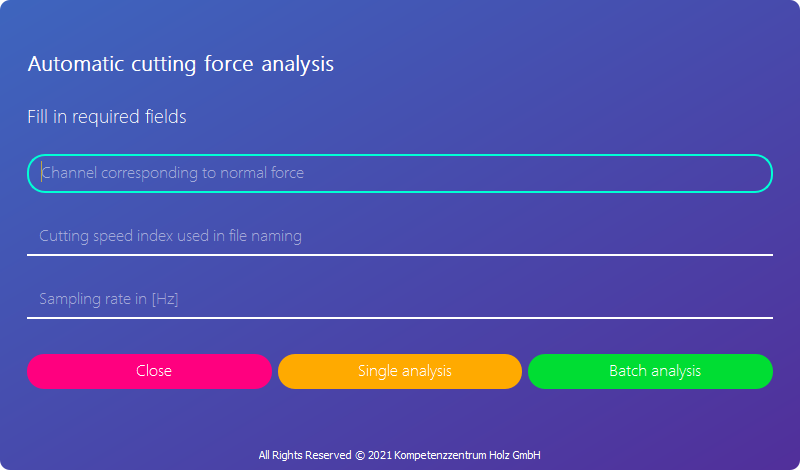 Automatic cutting force analysis
Fill in required fields
Channel corresponding to normal force
Cutting speed index used in file naming
Sampling rate in [Hz]
Close
Single analysis
Batch analysis
All Rights Reserved © 2021 Kompetenzzentrum Holz GmbH